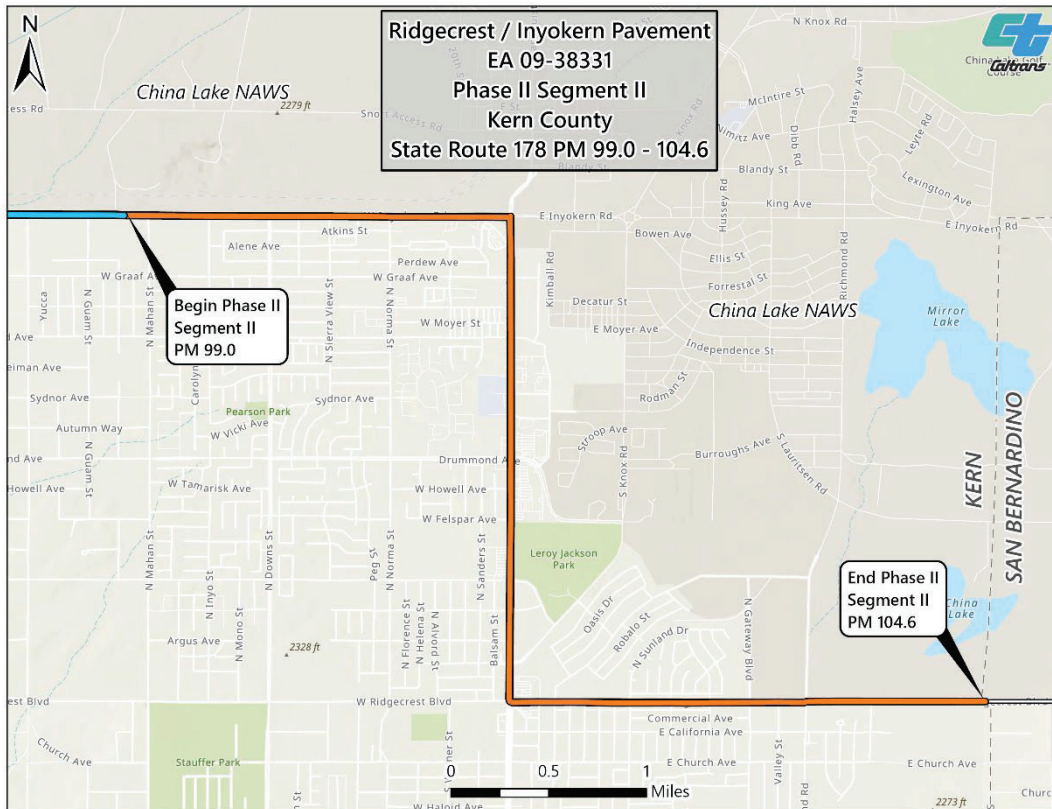 N
Ridgecrest / Inyokern Pavement
EA 09-38331
Phase II Segment II
Kern County
State Route 178 PM 99.0 - 104.6
Caltrans
China Lake NAWS
2279 ft
N Knox Rd
China Lake Golf
Course
McIntire St
Halsey Ave
Leyte Rd
Nimitz Ave
Dibb Rd
Blandy St
Lexington Ave
Hussey Rd
King Ave
E Inyokern Rd
E Inyokern Rd
Bowen Ave
Atkins St
Alene Ave
Perdew Ave
W Graaf Ave
W Graaf Ave
Ellis St
Kimball Rd
Forrestal St
Richmond Rd
Yucca
N Guam St
N Mahan St
Begin Phase II
Segment II
PM 99.0
N Sierra View St
N Norma St
Decatur St
China Lake NAWS
Mirror
Lake
W Moyer St
E Moyer Ave
Independence St
Sydnor Ave
Carolyn
Sydnor Ave
Rodman St
Pearson Park
Autumn Way
W Vicki Ave
Stroop Ave
N Guam St
Drummond Ave
S Knox Rd
Burroughs Ave
S Lauritsen Rd
Howell Ave
W Tamarisk Ave
W Howell Ave
W Felspar Ave
KERN
SAN BERNARDINO
Leroy Jackson
Park
N Mahan St
N Inyo St
N Downs St
Peg St
N Norma St
N Sanders St
End Phase II
Segment II
PM 104.6
China
Lake
Oasis Dr
Robalo St
N Sunland Dr
N Gateway Blvd
Argus Ave
N Mono St
2328 ft
N Florence St
N Helena St
N Alvord St
Balsam St
W Ridgecrest Blvd
Commercial Ave
E California Ave
Church Ave
Stauffer Park
Valley St
E Church Ave
E Church Ave
0
0.5
1
Miles
W Haloid Ave
2273 ft